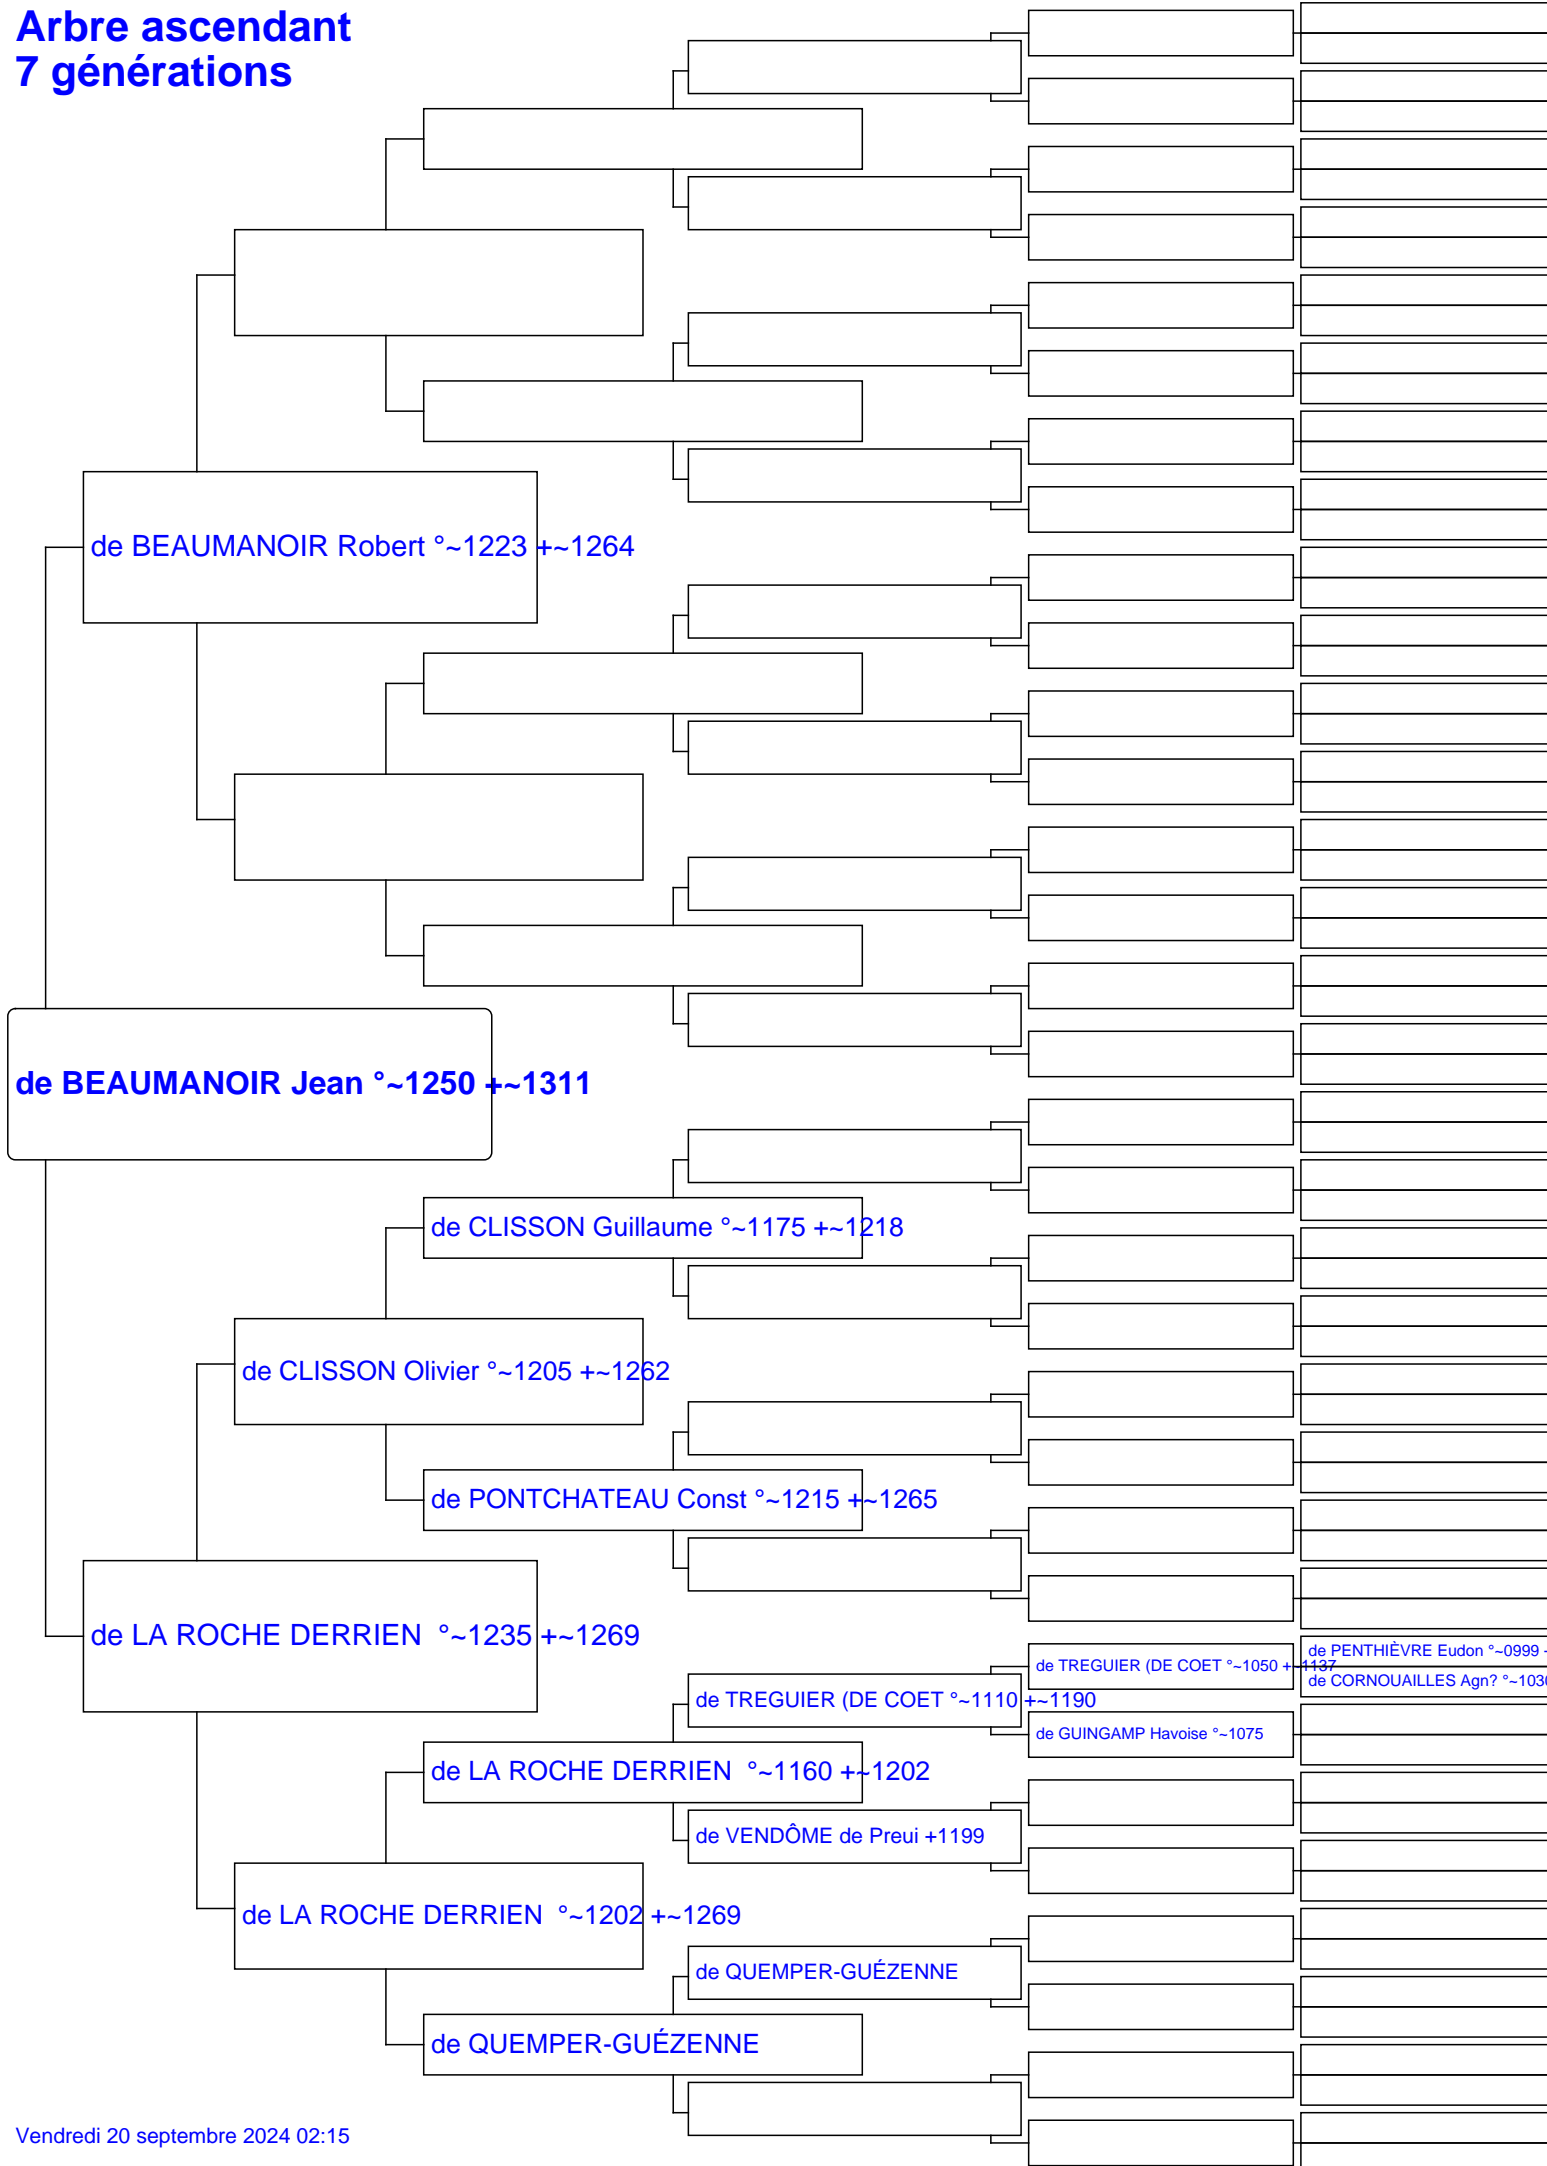 Arbre ascendant
7 générations
de BEAUMANOIR Robert °~1223 +~1264
de BEAUMANOIR Jean °~1250 +~1311
de CLISSON Guillaume °~1175 +~1218
de CLISSON Olivier °~1205 +~1262
de PONTCHATEAU Const °~1215 +~1265
de LA ROCHE DERRIEN °~1235 +~1269
de PENTHIÈVRE Eudon °~0999
de TREGUIER (DE COET °~1050 +~1137
de CORNOUAILLES Agn? °~1030
de TREGUIER (DE COET °~1110 +~1190
de GUINGAMP Havoise °~1075
de LA ROCHE DERRIEN °~1160 +~1202
de VENDÔME de Preui +1199
de LA ROCHE DERRIEN °~1202 +~1269
de QUEMPER-GUÉZENNE
de QUEMPER-GUÉZENNE
Vendredi 20 septembre 2024 02:15